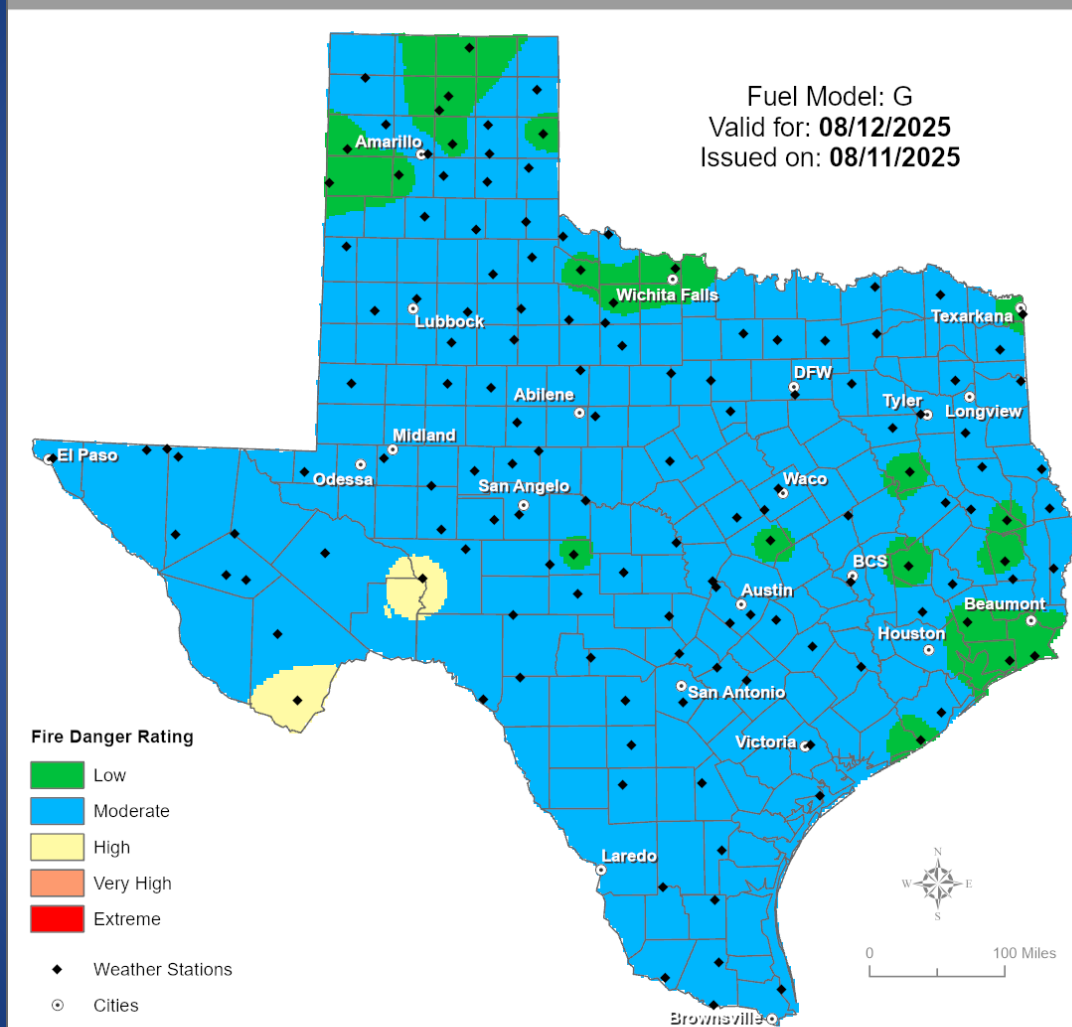 Fuel Model: G
Valid for: 08/12/2025
Issued on: 08/11/2025
Amarillo
Wichita Falls
Texarkana
Lubbock
DFW
Abilene
Tyler
Longview
Midland
El Paso
Odessa
San Angelo
Waco
BCS
Austin
Beaumont
Houston
San Antonio
Victoria
Laredo
Brownsville
Fire Danger Rating
Low
Moderate
High
Very High
Extreme
Weather Stations
Cities
N
W E
S
0 100 Miles